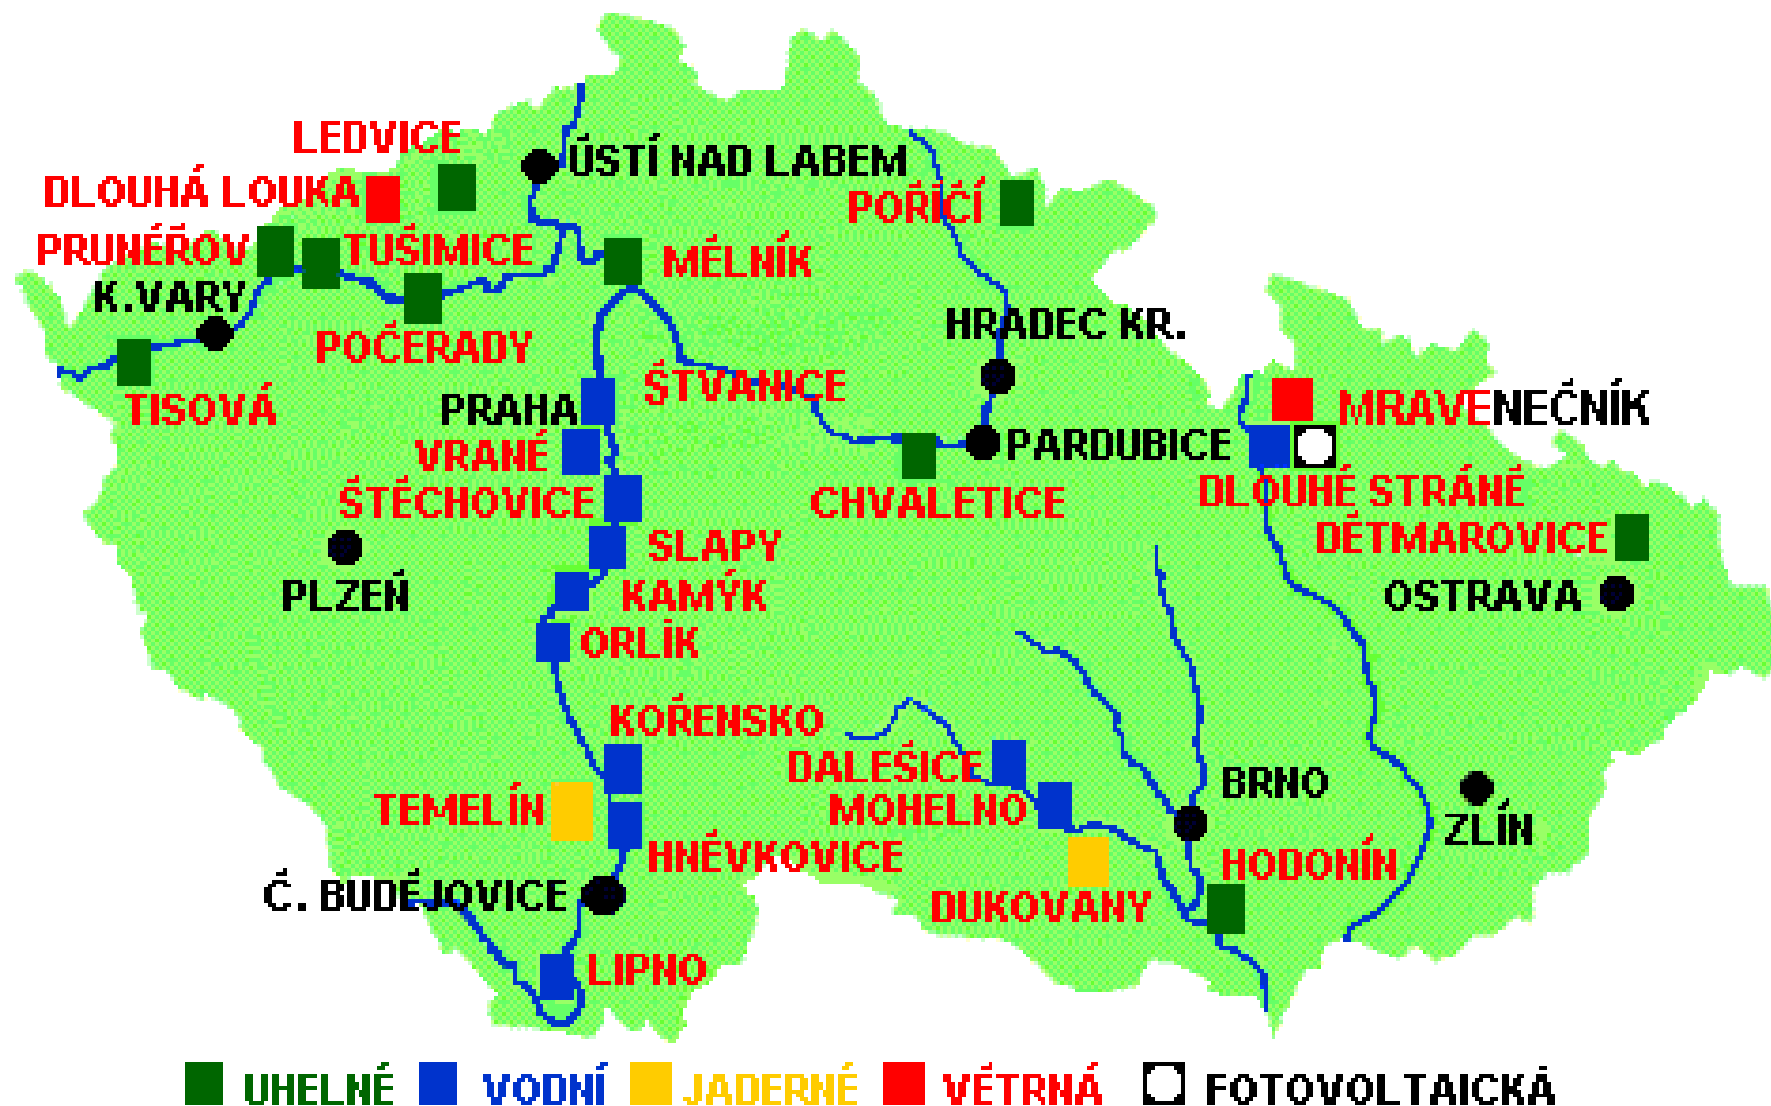 LEDVICE
ÚSTÍ NAD LABEM
DLOUHÁ LOUKA
POŘÍČÍ
PRUNÉŘOV
TUŠIMICE
MĚLNÍK
K.VARY
HRADEC KR.
POČERADY
ŠTVANICE
TISOVÁ
PRAHA
MRAVENEČNÍK
VRANÉ
PARDUBICE
ŠTĚCHOVICE
CHVALETICE
DLOUHÉ STRÁNĚ
SLAPY
DĚTMAROVICE
PLZEŇ
KAMÝK
OSTRAVA
ORLÍK
KOŘENSKO
DALEŠICE
BRNO
TEMELÍN
MOHELNO
ZLÍN
HNĚVKOVICE
HODONÍN
Č. BUDĚJOVICE
DUKOVANY
LIPNO
UHELNÉ VODNÍ JADERNÉ VĚTRNÁ FOTOVOLTAICKÁ